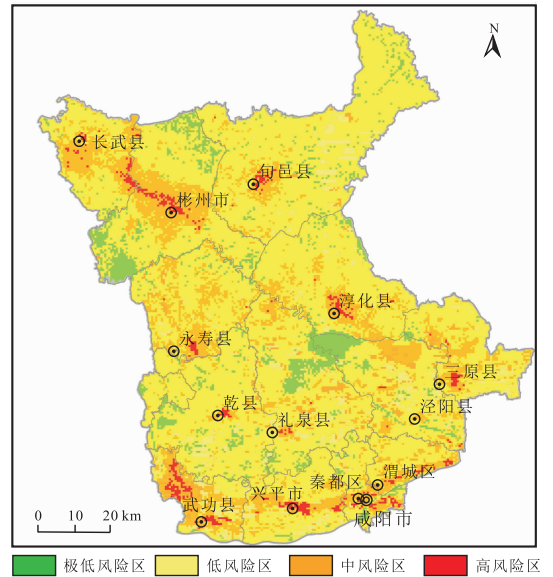 N
长武县
旬邑县
彬州市
淳化县
永寿县
三原县
乾县
泾阳县
礼泉县
渭城区
秦都区
兴平市
武功县
咸阳市
0 10 20 km
极低风险区 低风险区 中风险区 高风险区